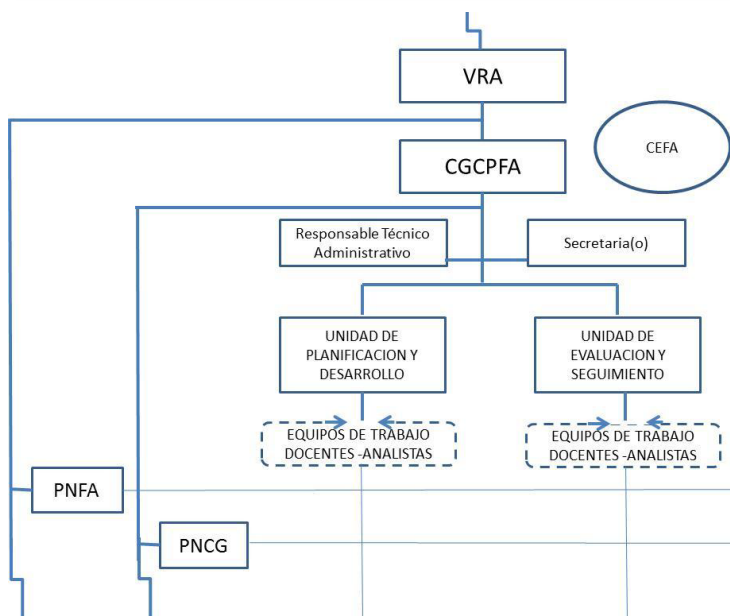 VRA
CEFA
CGCPFA
Responsable Técnico
Administrativo
Secretaria(o)
UNIDAD DE
PLANIFICACION Y
DESARROLLO
UNIDAD DE
EVALUACION Y
SEGUIMIENTO
EQUIPOS DE TRABAJO
DOCENTES -ANALISTAS
EQUIPOS DE TRABAJO
DOCENTES -ANALISTAS
PNFA
PNCG